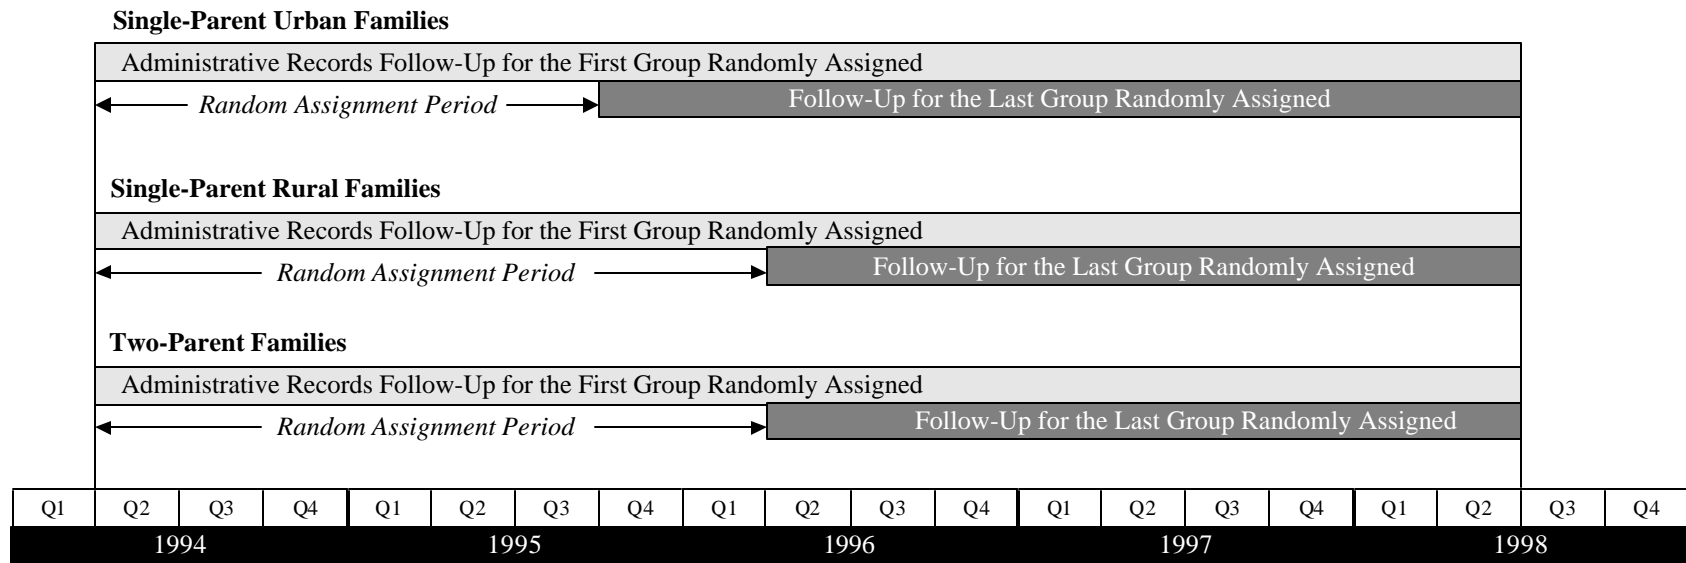 Single-Parent Urban Families
Administrative Records Follow-Up for the First Group Randomly Assigned
Random Assignment Period
Follow-Up for the Last Group Randomly Assigned
Single-Parent Rural Families
Administrative Records Follow-Up for the First Group Randomly Assigned
Random Assignment Period
Follow-Up for the Last Group Randomly Assigned
Two-Parent Families
Administrative Records Follow-Up for the First Group Randomly Assigned
Random Assignment Period
Follow-Up for the Last Group Randomly Assigned
Q1 Q2 Q3 Q4 Q1 Q2 Q3 Q4 Q1 Q2 Q3 Q4 Q1 Q2 Q3 Q4 Q1 Q2 Q3 Q4
1994 1995 1996 1997 1998